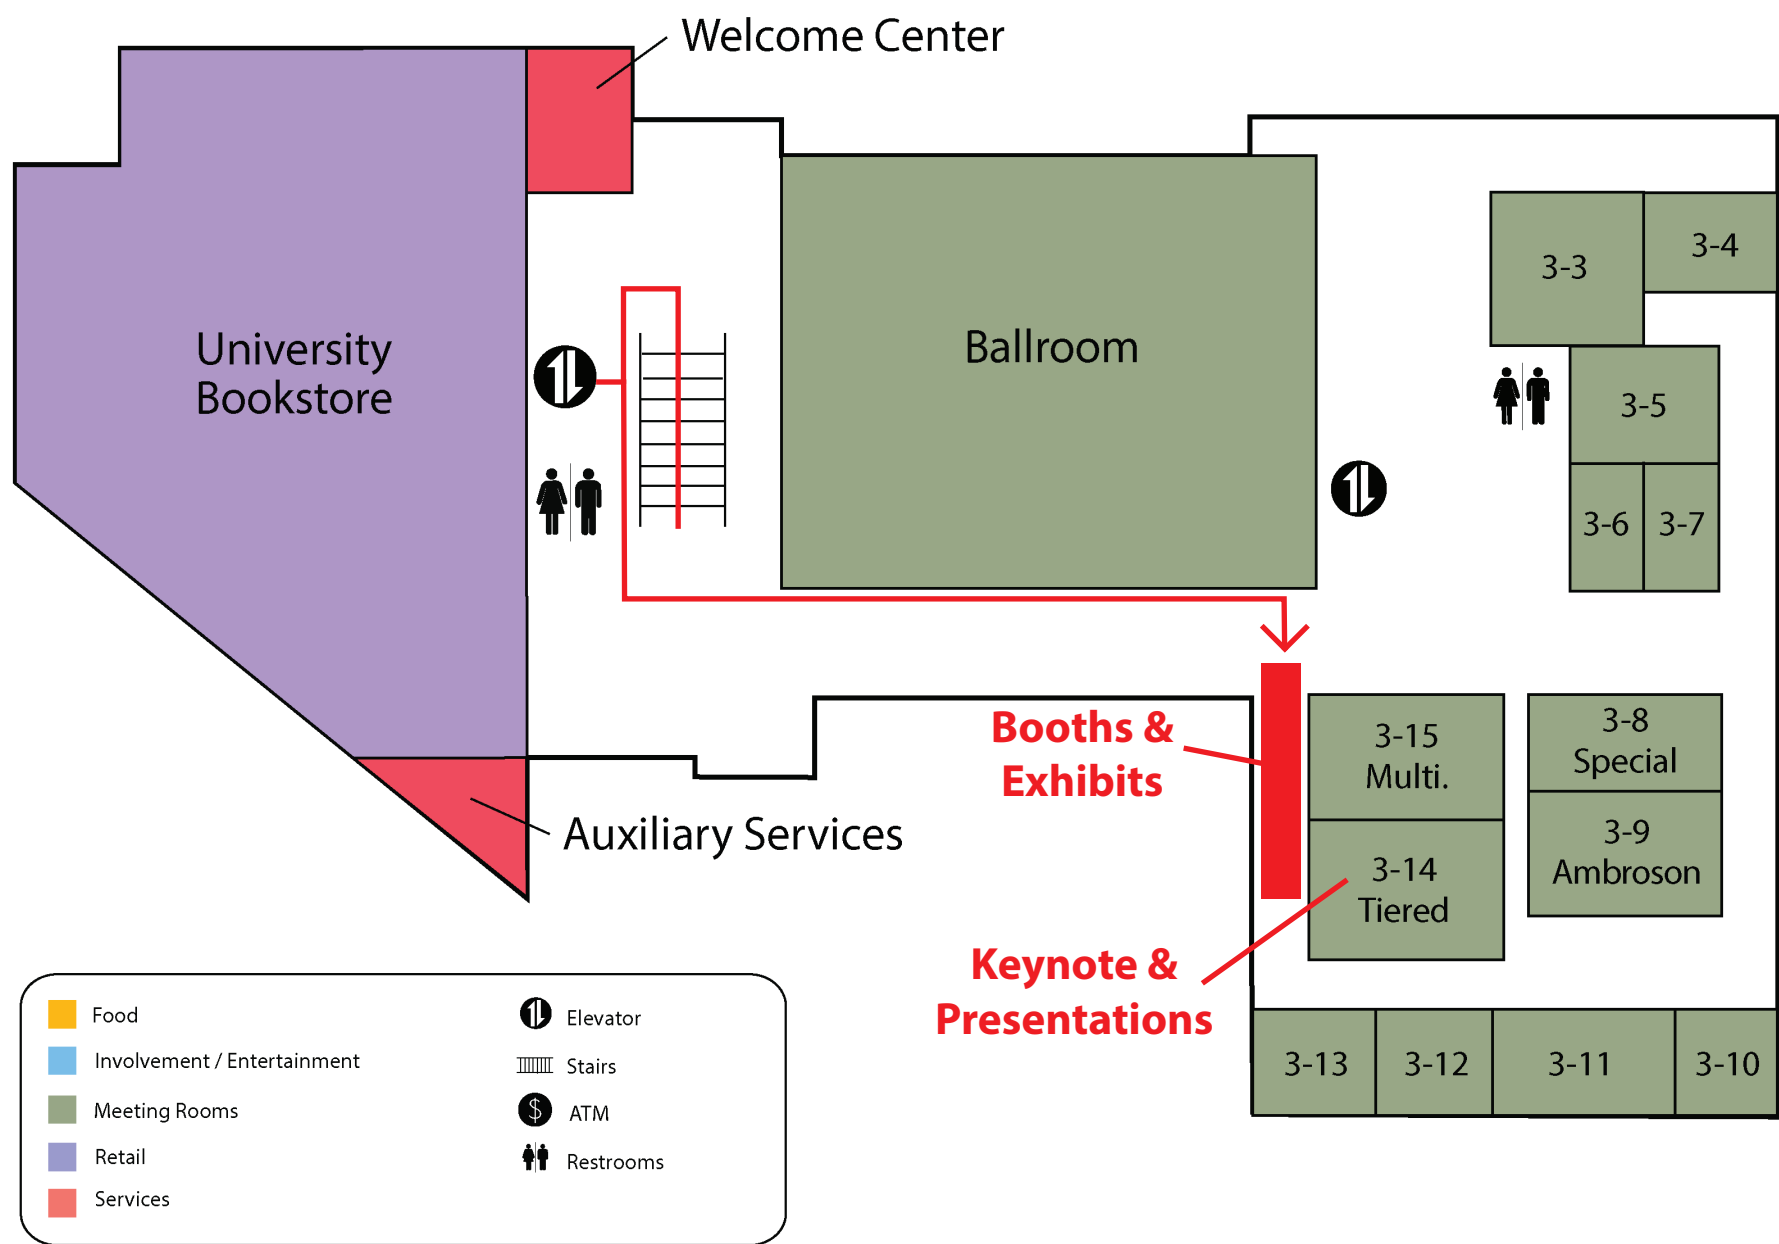 Welcome Center
University
Bookstore
Ballroom
3-3
3-4
3-5
3-6
3-7
Booths &
Exhibits
3-15
Multi.
3-8
Special
3-9
Ambroson
3-14
Tiered
Auxiliary Services
Keynote &
Presentations
3-13
3-12
3-11
3-10
Food
Involvement / Entertainment
Meeting Rooms
Retail
Services
Elevator
Stairs
$ ATM
Restrooms